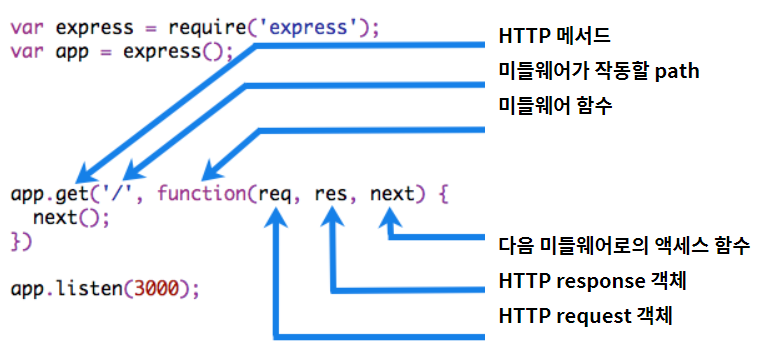 var express = require('express');
var app = express();
HTTP 메서드
미들웨어가 작동할 path
미들웨어 함수
app.get('/', function(req, res, next) {
next();
})
app.listen(3000);
다음 미들웨어로의 액세스 함수
HTTP response 객체
HTTP request 객체